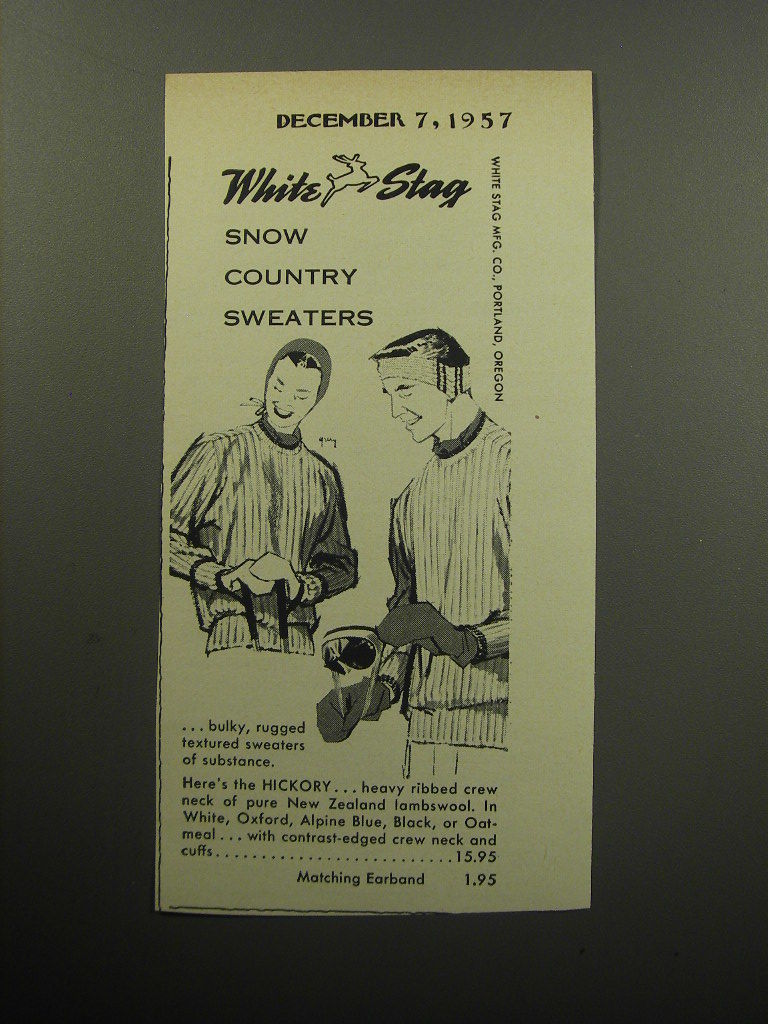 DECEMBER 7, 1957
White Stag
SNOW
COUNTRY
SWEATERS
WHITE STAG MFG. CO., PORTLAND, OREGON
... bulky, rugged
textured sweaters
of substance.
Here's the HICKORY ... heavy ribbed crew
neck of pure New Zealand lambswool. In
White, Oxford, Alpine Blue, Black, or Oat-
meal ... with contrast-edged crew neck and
cuffs..........................15.95
Matching Earband 1.95